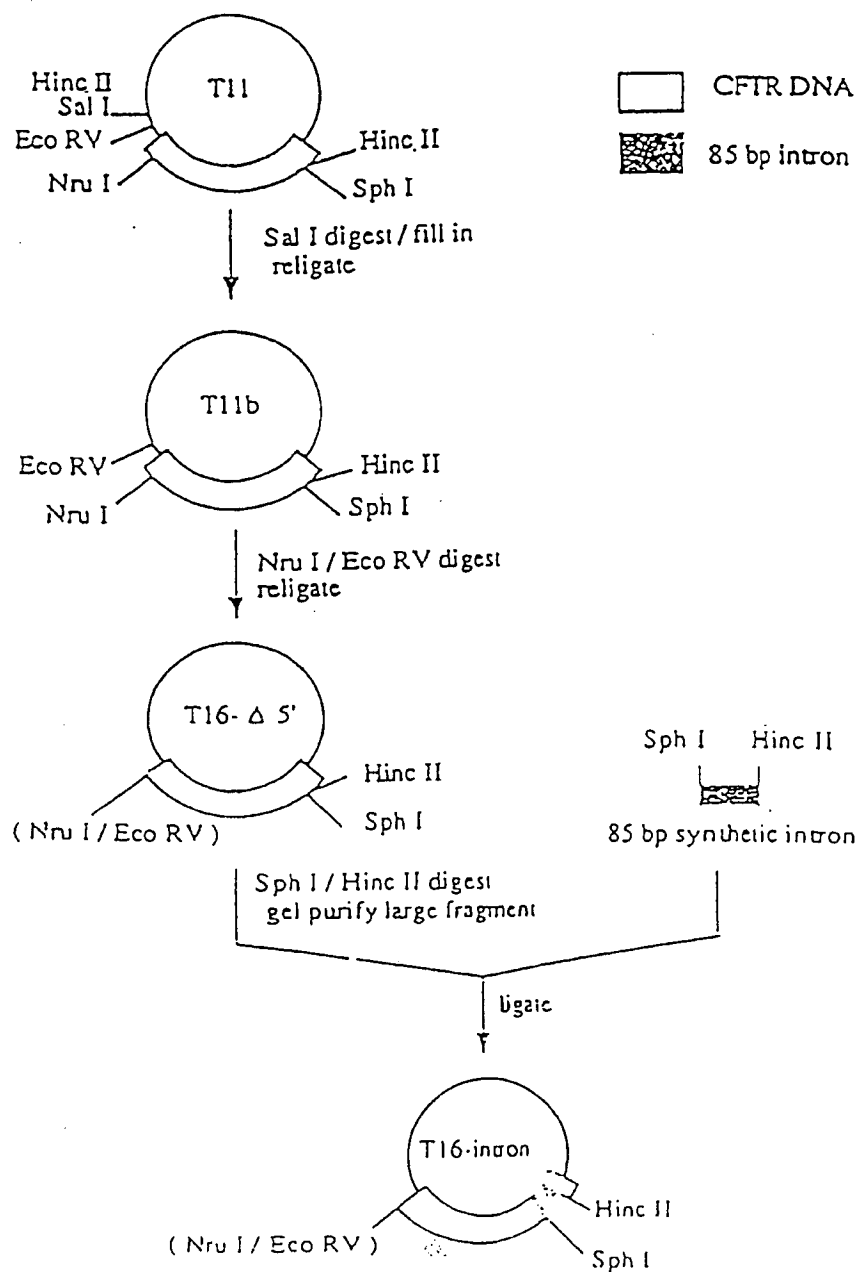 T11
Hinc II
Sal I
Eco RV
Nru I
Hinc. II
Sph I
CFTR DNA
85 bp intron
Sal I digest / fill in
religate
T11b
Eco RV
Nru I
Hinc II
Sph I
Nru I / Eco RV digest
religate
T16- Δ 5'
Hinc II
Sph I
( Nru I / Eco RV )
Sph I
Hinc II
85 bp synthetic intron
Sph I / Hinc II digest
gel purify large fragment
ligate
T16-intron
Hinc II
( Nru I / Eco RV )
Sph I